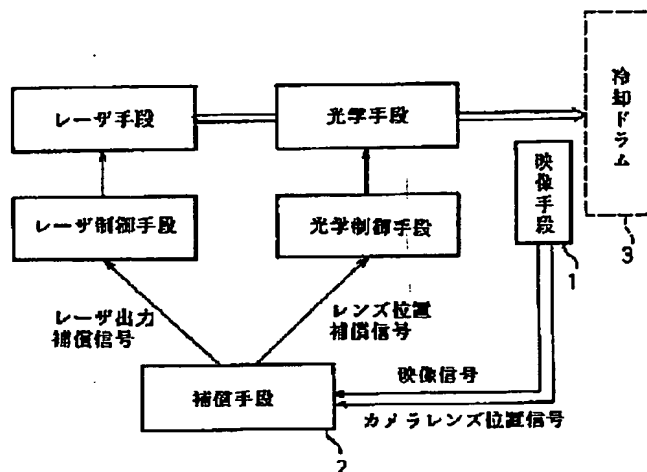 冷却ドラム
レーザ手段
光学手段
映像手段
レーザ制御手段
光学制御手段
3
1
レーザ出力
補償信号
レンズ位置
補償信号
補償手段
映像信号
カメラレンズ位置信号
2